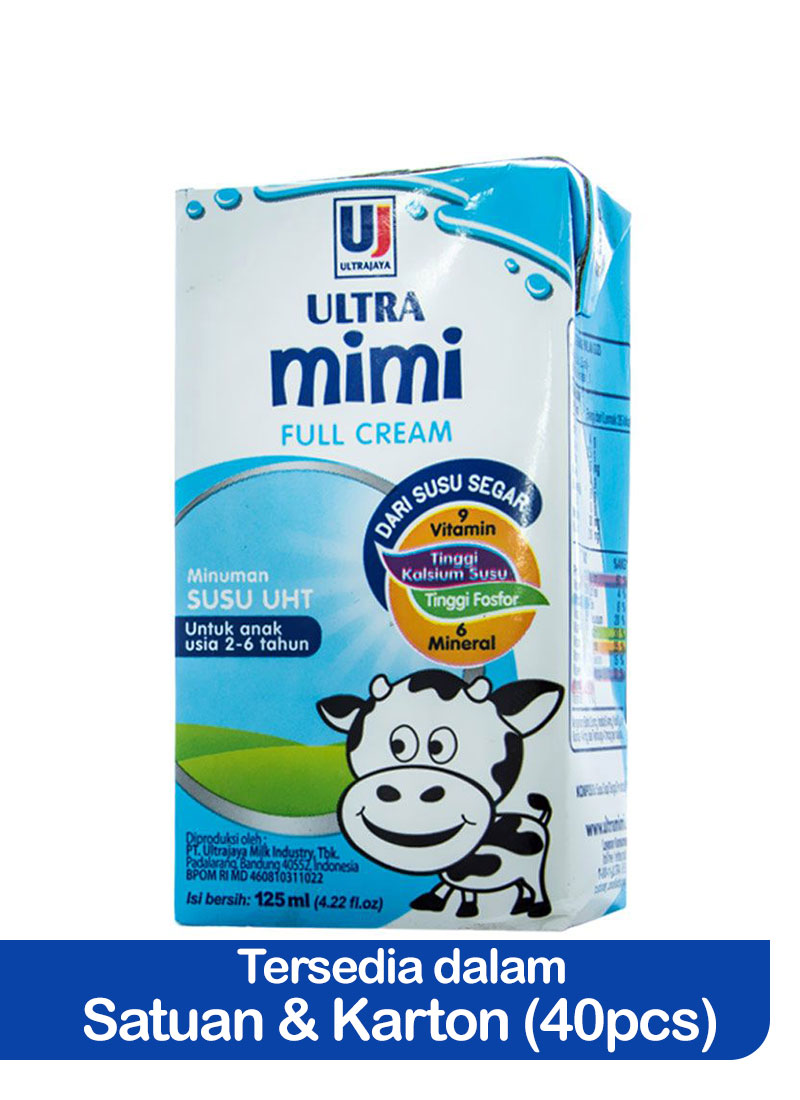 UJ
ULTRAJAYA
ULTRA
mimi
FULL CREAM
DARI SUSU SEGAR
9
Vitamin
Tinggi
Kalsium Susu
Tinggi Fosfor
6
Mineral
Minuman
SUSU UHT
Untuk anak
usia 2-6 tahun
Diproduksi oleh :
PT. Ultrajaya Milk Industry, Tbk.
Padalarang, Bandung 40552, Indonesia
BPOM RI MD 460810311022
Isi bersih: 125 ml (4.22 fl.oz)
Tersedia dalam
Satuan & Karton (40pcs)